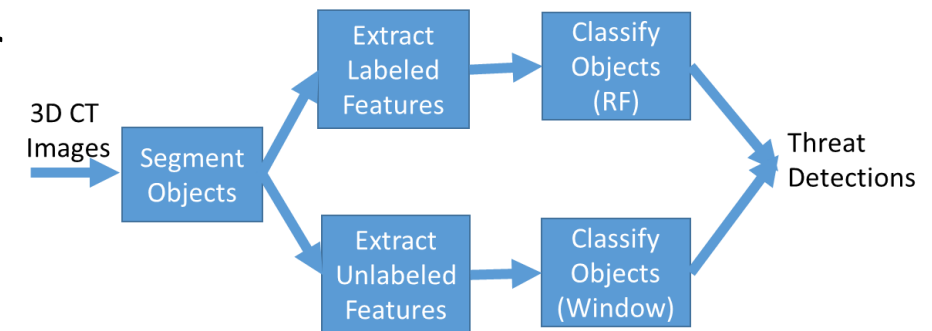 3D CT
Images
Segment
Objects
Extract
Labeled
Features
Classify
Objects
(RF)
Extract
Unlabeled
Features
Classify
Objects
(Window)
Threat
Detections